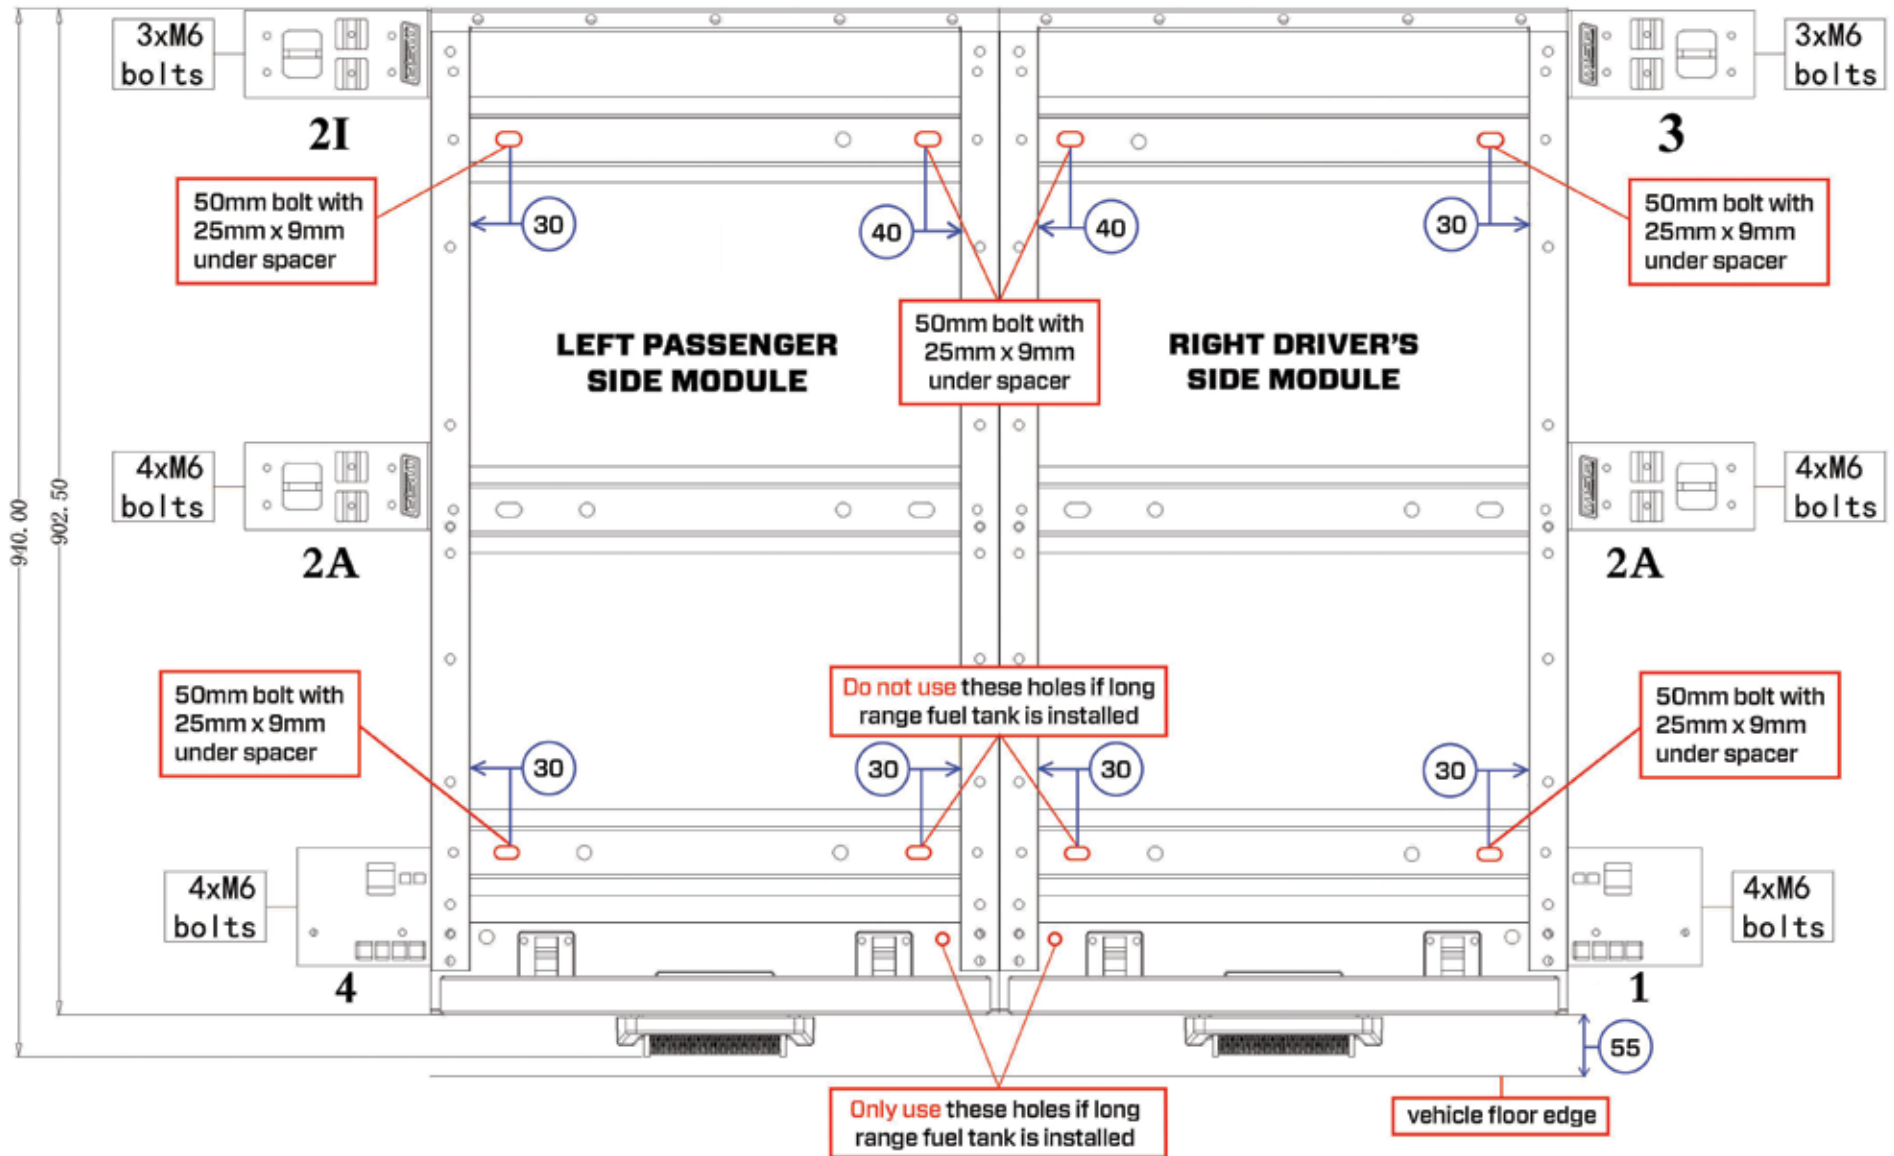 3xM6
bolts
2I
3xM6
bolts
3
50mm bolt with
25mm x 9mm
under spacer
50mm bolt with
25mm x 9mm
under spacer
30
40
40
30
50mm bolt with
25mm x 9mm
under spacer
LEFT PASSENGER
SIDE MODULE
RIGHT DRIVER'S
SIDE MODULE
4xM6
bolts
2A
4xM6
bolts
2A
940.00
902.50
50mm bolt with
25mm x 9mm
under spacer
Do not use these holes if long
range fuel tank is installed
50mm bolt with
25mm x 9mm
under spacer
30
30
30
30
4xM6
bolts
4
4xM6
bolts
1
55
Only use these holes if long
range fuel tank is installed
vehicle floor edge